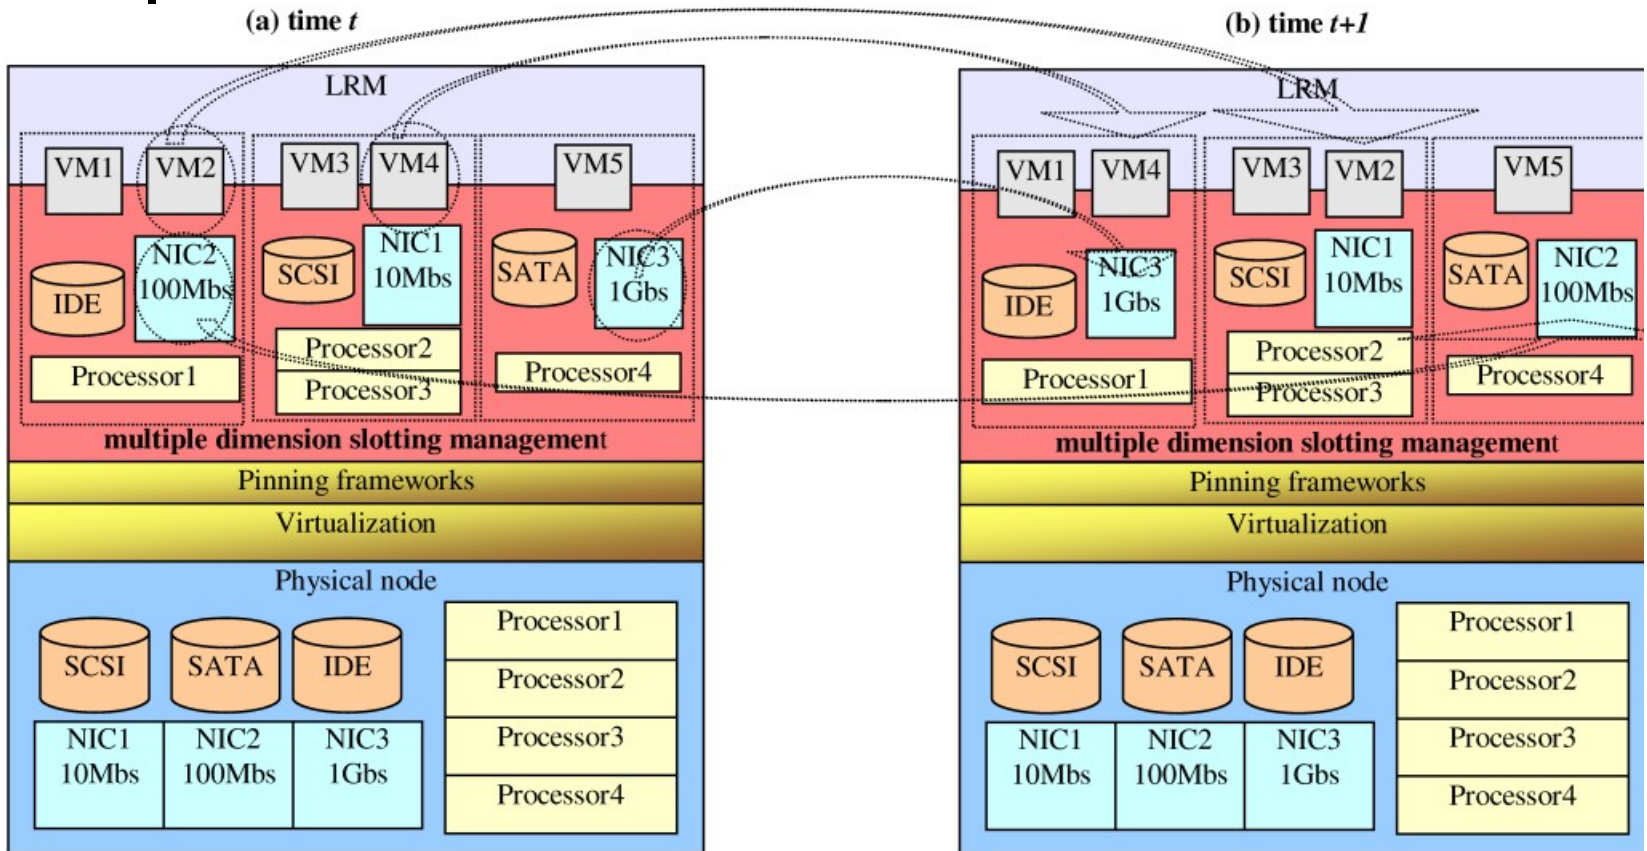 (a) time t
LRM
VM1
VM2
VM3
VM4
VM5
IDE
NIC2
100Mbs
SCSI
NIC1
10Mbs
SATA
NIC3
1Gbs
Processor1
Processor2
Processor3
Processor4
multiple dimension slotting management
Pinning frameworks
Virtualization
Physical node
SCSI
SATA
IDE
NIC1
10Mbs
NIC2
100Mbs
NIC3
1Gbs
Processor1
Processor2
Processor3
Processor4
(b) time t+1
LRM
VM1
VM4
VM3
VM2
VM5
IDE
NIC3
1Gbs
SCSI
NIC1
10Mbs
SATA
NIC2
100Mbs
Processor1
Processor2
Processor3
Processor4
multiple dimension slotting management
Pinning frameworks
Virtualization
Physical node
SCSI
SATA
IDE
NIC1
10Mbs
NIC2
100Mbs
NIC3
1Gbs
Processor1
Processor2
Processor3
Processor4